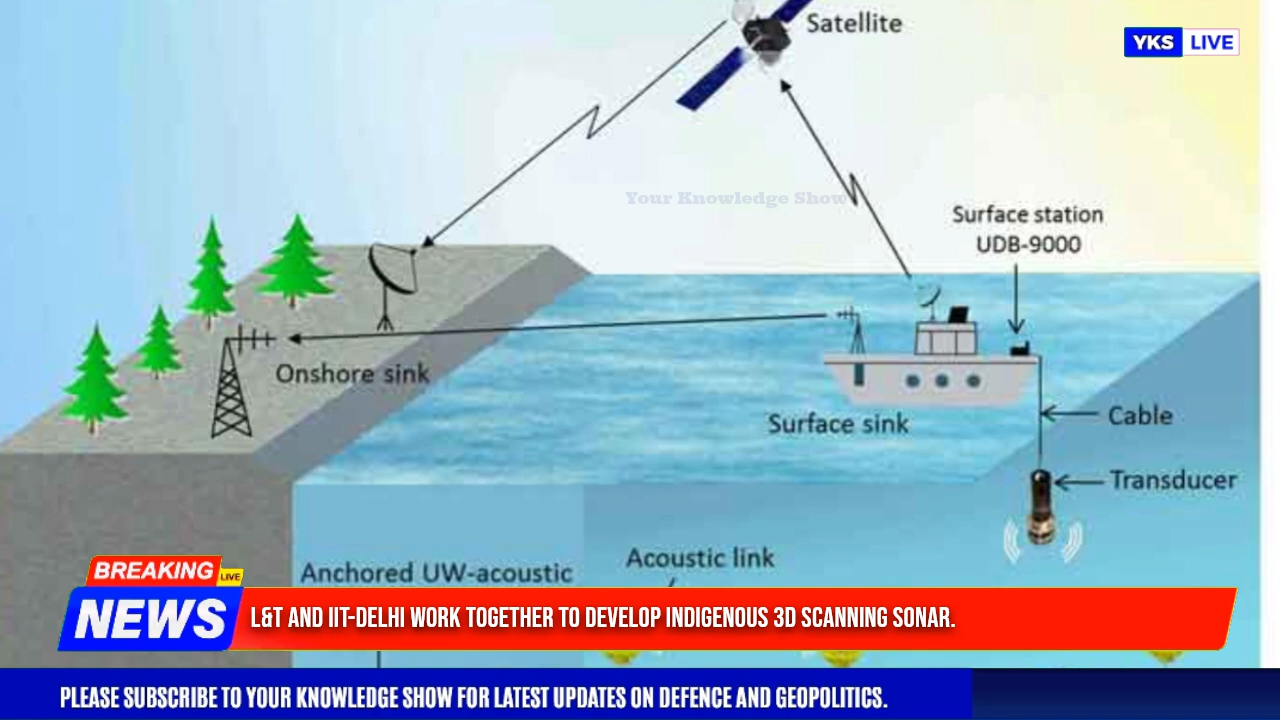 Satellite
YKS LIVE
Your Knowledge Show
Surface station
UDB-9000
Onshore sink
Surface sink
Cable
Transducer
Acoustic link
Anchored UW-acoustic
BREAKING
LIVE
NEWS
L&T AND IIT-DELHI WORK TOGETHER TO DEVELOP INDIGENOUS 3D SCANNING SONAR.
PLEASE SUBSCRIBE TO YOUR KNOWLEDGE SHOW FOR LATEST UPDATES ON DEFENCE AND GEOPOLITICS.